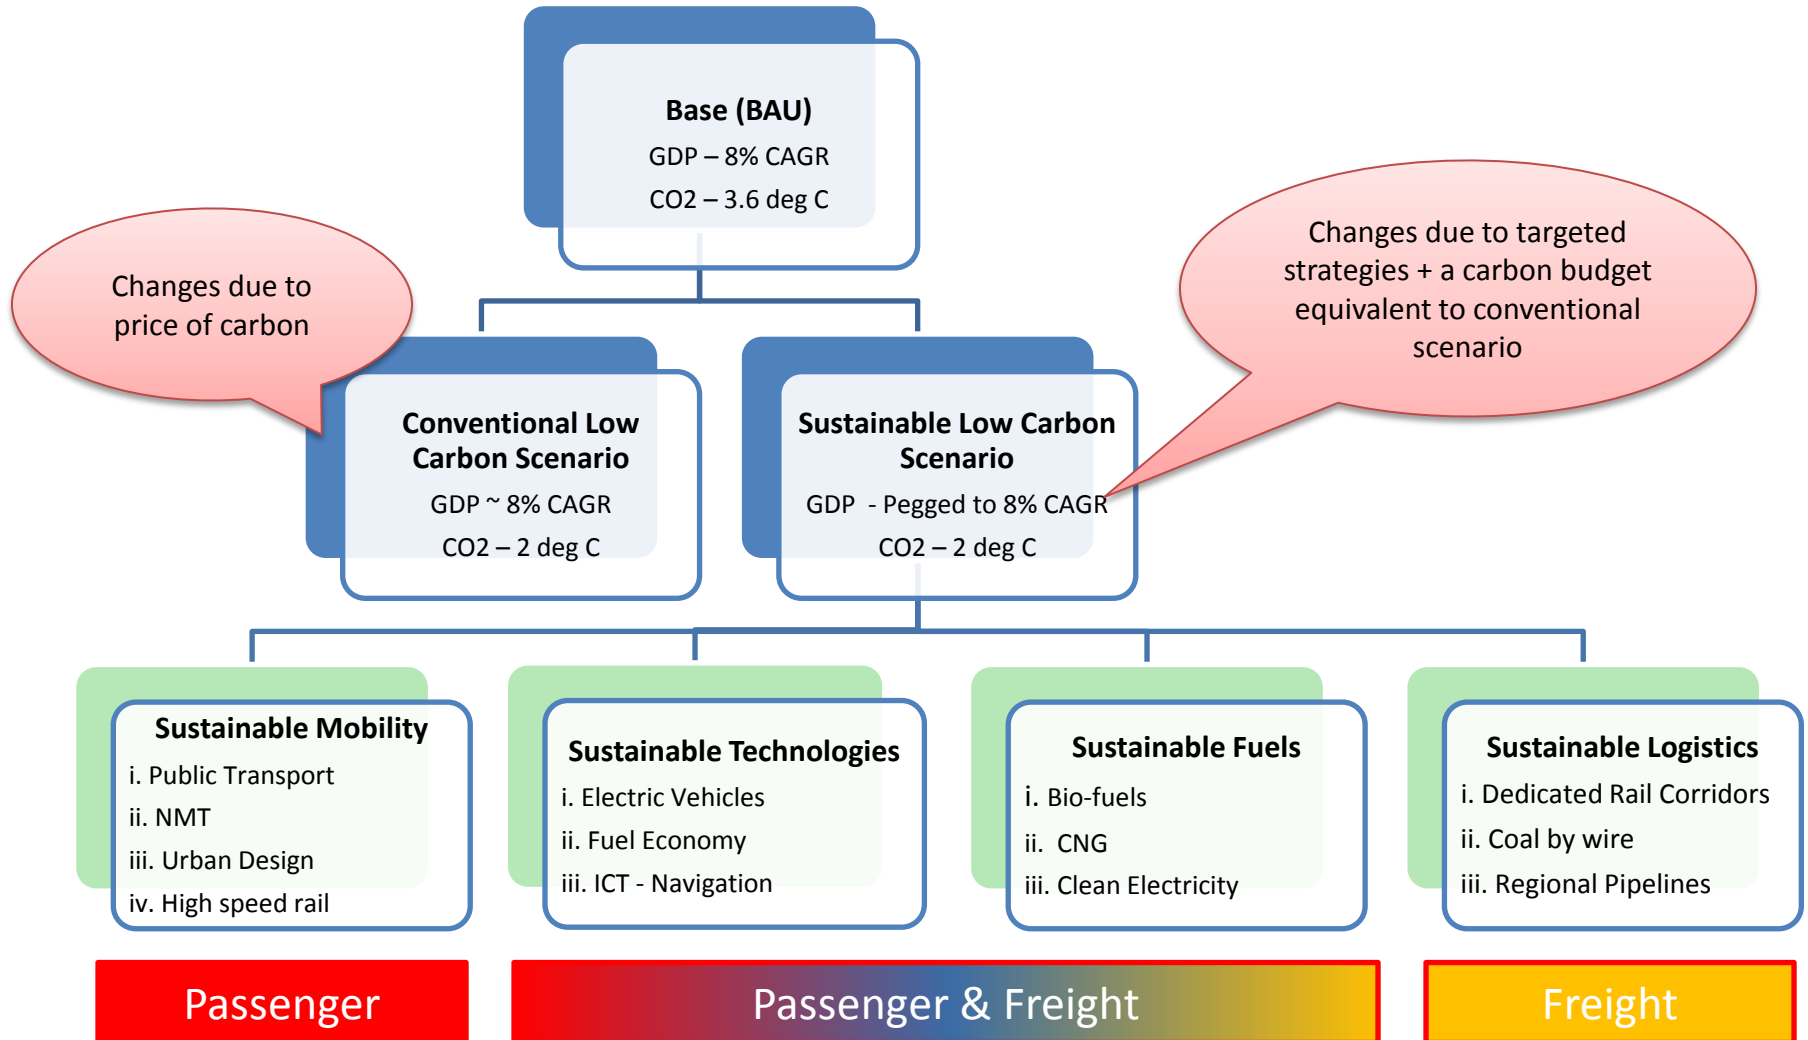 Base (BAU)
GDP – 8% CAGR
CO2 – 3.6 deg C
Changes due to
price of carbon
Changes due to targeted
strategies + a carbon budget
equivalent to conventional
scenario
Conventional Low
Carbon Scenario
GDP ~ 8% CAGR
CO2 – 2 deg C
Sustainable Low Carbon
Scenario
GDP - Pegged to 8% CAGR
CO2 – 2 deg C
Sustainable Mobility
i. Public Transport
ii. NMT
iii. Urban Design
iv. High speed rail
Sustainable Technologies
i. Electric Vehicles
ii. Fuel Economy
iii. ICT - Navigation
Sustainable Fuels
i. Bio-fuels
ii. CNG
iii. Clean Electricity
Sustainable Logistics
i. Dedicated Rail Corridors
ii. Coal by wire
iii. Regional Pipelines
Passenger
Passenger & Freight
Freight